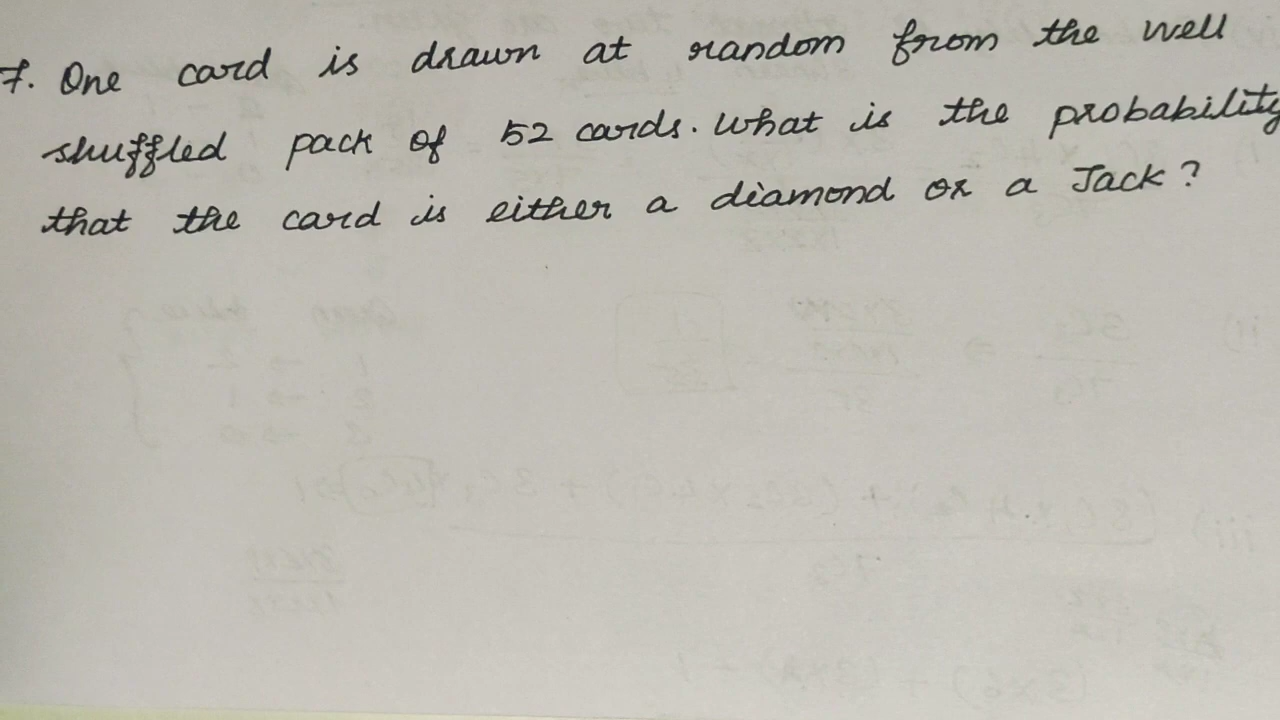 7. One card is drawn at random from the well
shuffled pack of 52 cards. What is the probability
that the card is either a diamond or a Jack?